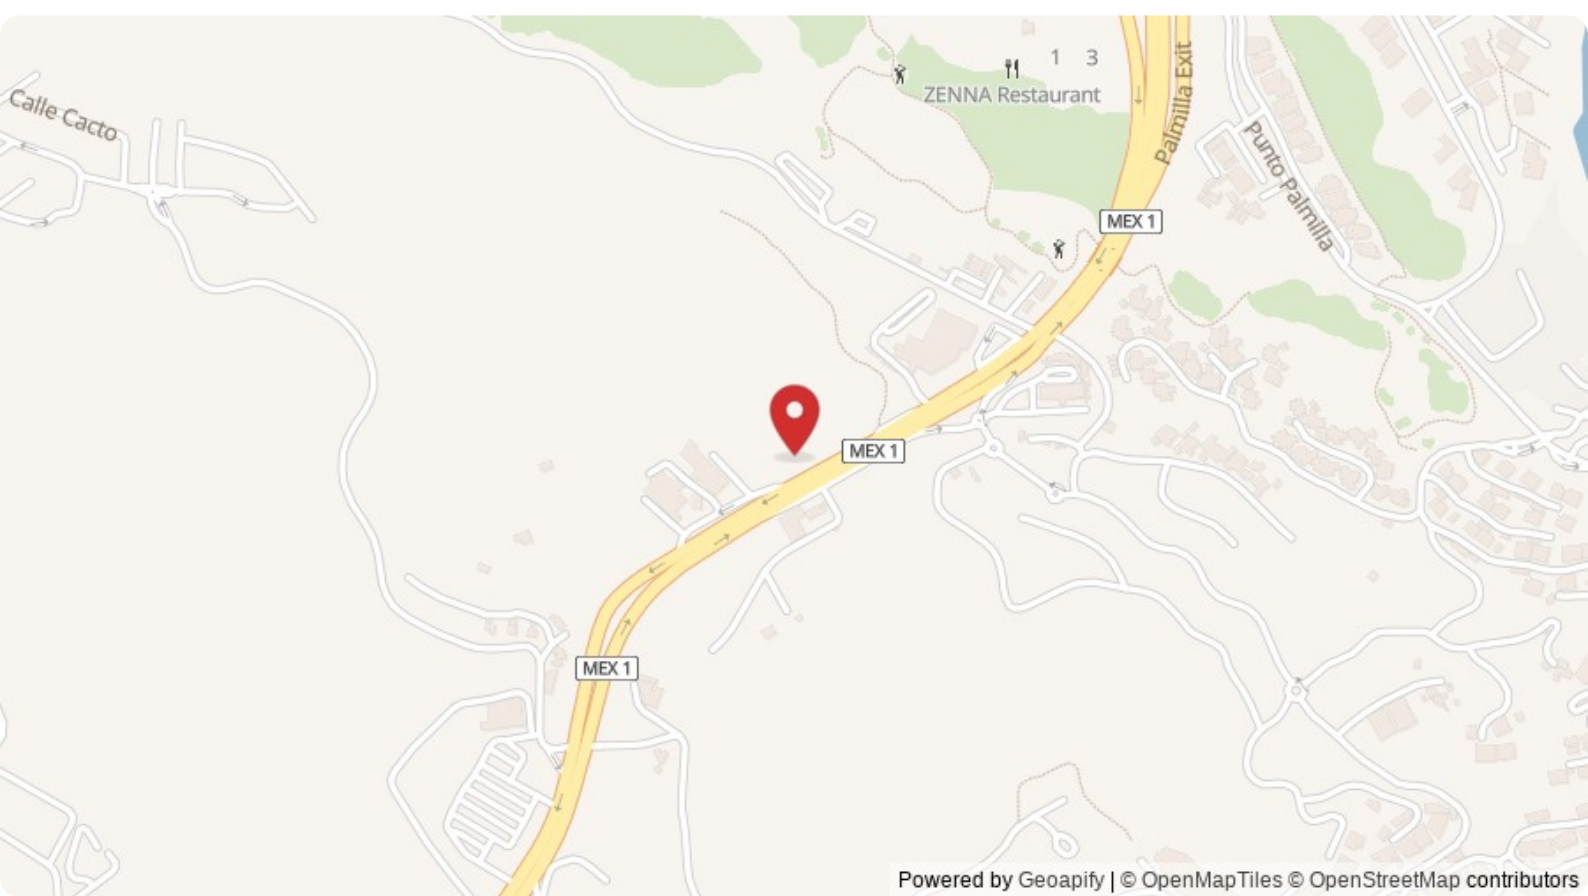 Calle Cacto
1 3
ZENNA Restaurant
Palmilla Exit
Punto Palmilla
MEX 1
MEX 1
MEX 1
Powered by Geoapify | © OpenMapTiles © OpenStreetMap contributors